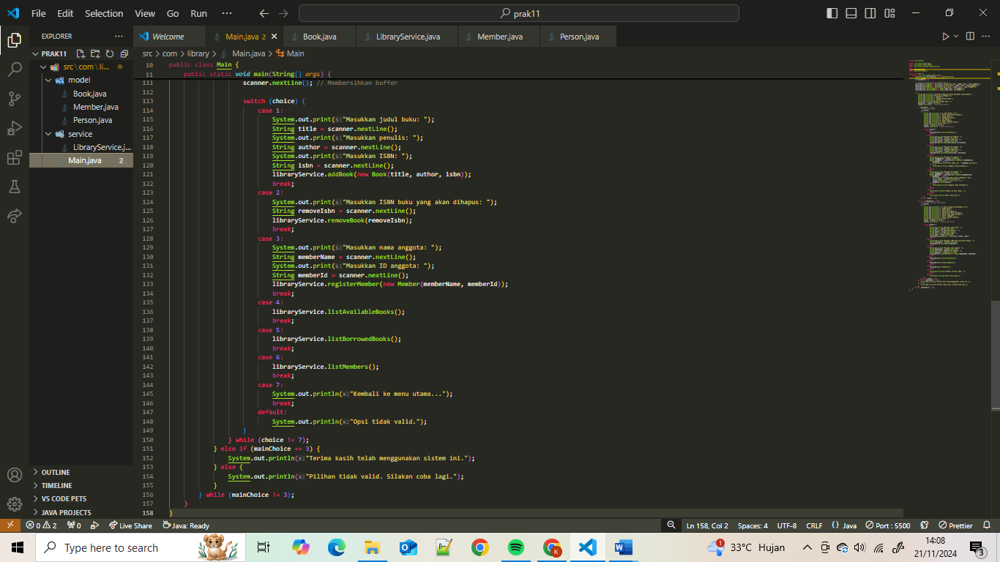 File Edit Selection View Go Run ··· prak11
EXPLORER ···
Welcome Main.java 2 Book.java LibraryService.java Member.java Person.java
PRAK11
src\com\li...
model
Book.java
Member.java
Person.java
service
LibraryService.j...
Main.java 2
OUTLINE
TIMELINE
VS CODE PETS
JAVA PROJECTS
src > com > library > Main.java > Main
10 public class Main {
11 public static void main(String[] args) {
111 scanner.nextLine(); // Membersihkan buffer
112
113 switch (choice) {
114 case 1:
115 System.out.print(s:"Masukkan judul buku: ");
116 String title = scanner.nextLine();
117 System.out.print(s:"Masukkan penulis: ");
118 String author = scanner.nextLine();
119 System.out.print(s:"Masukkan ISBN: ");
120 String isbn = scanner.nextLine();
121 libraryService.addBook(new Book(title, author, isbn));
122 break;
123 case 2:
124 System.out.print(s:"Masukkan ISBN buku yang akan dihapus: ");
125 String removeIsbn = scanner.nextLine();
126 libraryService.removeBook(removeIsbn);
127 break;
128 case 3:
129 System.out.print(s:"Masukkan nama anggota: ");
130 String memberName = scanner.nextLine();
131 System.out.print(s:"Masukkan ID anggota: ");
132 String memberId = scanner.nextLine();
133 libraryService.registerMember(new Member(memberName, memberId));
134 break;
135 case 4:
136 libraryService.listAvailableBooks();
137 break;
138 case 5:
139 libraryService.listBorrowedBooks();
140 break;
141 case 6:
142 libraryService.listMembers();
143 break;
144 case 7:
145 System.out.println(x:"Kembali ke menu utama...");
146 break;
147 default:
148 System.out.println(x:"Opsi tidak valid.");
149 }
150 } while (choice != 7);
151 } else if (mainChoice == 3) {
152 System.out.println(x:"Terima kasih telah menggunakan sistem ini.");
153 } else {
154 System.out.println(x:"Pilihan tidak valid. Silakan coba lagi.");
155 }
156 } while (mainChoice != 3);
157 }
158 }
0 2 0 Live Share Java: Ready Ln 158, Col 2 Spaces: 4 UTF-8 CRLF {} Java Port : 5500 Prettier
Type here to search 1 33°C Hujan 14:08
21/11/2024 3